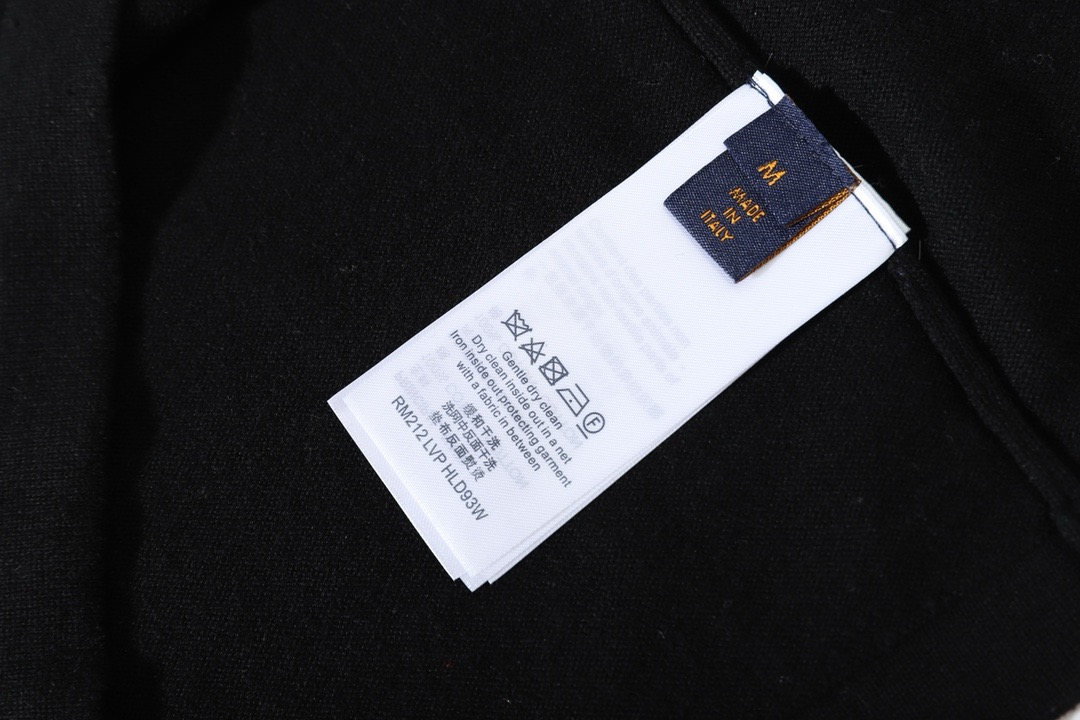 M
MADE
IN
ITALY
Gentle dry clean
Dry clean inside out in a net
Iron inside out protecting garment
with a fabric in between
缓和干洗
洗网中反面干洗
垫布反面熨烫
RM212 LVP HLD93W
F